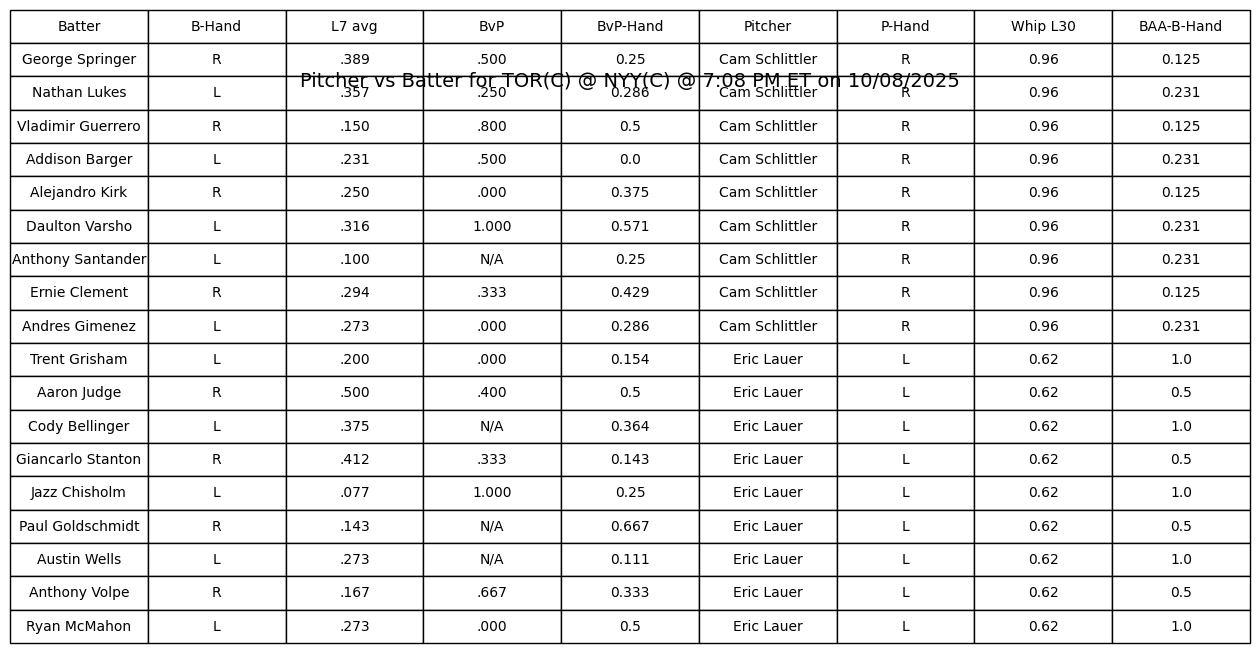 Batter B-Hand L7 avg BvP BvP-Hand Pitcher P-Hand Whip L30 BAA-B-Hand
George Springer R .389 .500 0.25 Cam Schlittler R 0.96 0.125
Pitcher vs Batter for TOR(C) @ NYY(C) @ 7:08 PM ET on 10/08/2025
Nathan Lukes L .357 .250 0.286 Cam Schlittler R 0.96 0.231
Vladimir Guerrero R .150 .800 0.5 Cam Schlittler R 0.96 0.125
Addison Barger L .231 .500 0.0 Cam Schlittler R 0.96 0.231
Alejandro Kirk R .250 .000 0.375 Cam Schlittler R 0.96 0.125
Daulton Varsho L .316 1.000 0.571 Cam Schlittler R 0.96 0.231
Anthony Santander L .100 N/A 0.25 Cam Schlittler R 0.96 0.231
Ernie Clement R .294 .333 0.429 Cam Schlittler R 0.96 0.125
Andres Gimenez L .273 .000 0.286 Cam Schlittler R 0.96 0.231
Trent Grisham L .200 .000 0.154 Eric Lauer L 0.62 1.0
Aaron Judge R .500 .400 0.5 Eric Lauer L 0.62 0.5
Cody Bellinger L .375 N/A 0.364 Eric Lauer L 0.62 1.0
Giancarlo Stanton R .412 .333 0.143 Eric Lauer L 0.62 0.5
Jazz Chisholm L .077 1.000 0.25 Eric Lauer L 0.62 1.0
Paul Goldschmidt R .143 N/A 0.667 Eric Lauer L 0.62 0.5
Austin Wells L .273 N/A 0.111 Eric Lauer L 0.62 1.0
Anthony Volpe R .167 .667 0.333 Eric Lauer L 0.62 0.5
Ryan McMahon L .273 .000 0.5 Eric Lauer L 0.62 1.0